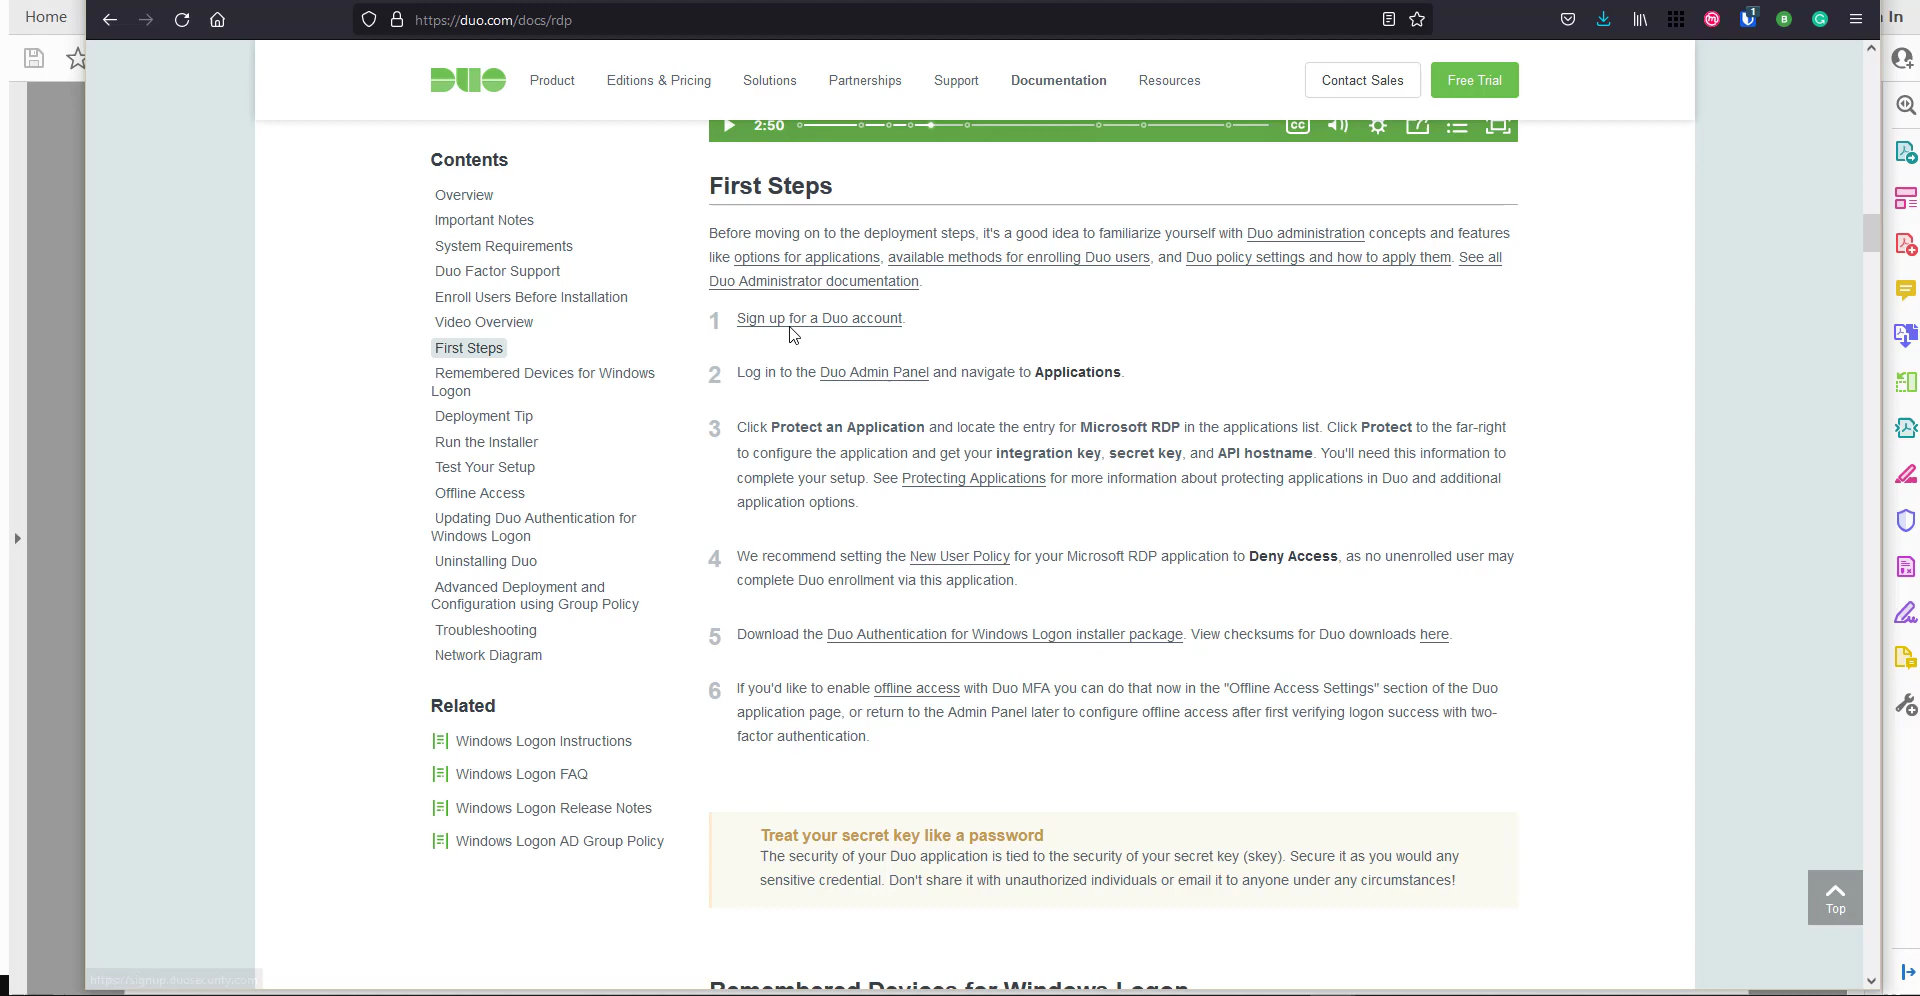 Home
https://duo.com/docs/rdp
1
In
DUO
Product
Editions & Pricing
Solutions
Partnerships
Support
Documentation
Resources
Contact Sales
Free Trial
2:50
CC
Contents
Overview
Important Notes
System Requirements
Duo Factor Support
Enroll Users Before Installation
Video Overview
First Steps
Remembered Devices for Windows
Logon
Deployment Tip
Run the Installer
Test Your Setup
Offline Access
Updating Duo Authentication for
Windows Logon
Uninstalling Duo
Advanced Deployment and
Configuration using Group Policy
Troubleshooting
Network Diagram
Related
Windows Logon Instructions
Windows Logon FAQ
Windows Logon Release Notes
Windows Logon AD Group Policy
First Steps
Before moving on to the deployment steps, it's a good idea to familiarize yourself with Duo administration concepts and features
like options for applications, available methods for enrolling Duo users, and Duo policy settings and how to apply them. See all
Duo Administrator documentation.
1 Sign up for a Duo account.
2 Log in to the Duo Admin Panel and navigate to Applications.
3 Click Protect an Application and locate the entry for Microsoft RDP in the applications list. Click Protect to the far-right
to configure the application and get your integration key, secret key, and API hostname. You'll need this information to
complete your setup. See Protecting Applications for more information about protecting applications in Duo and additional
application options.
4 We recommend setting the New User Policy for your Microsoft RDP application to Deny Access, as no unenrolled user may
complete Duo enrollment via this application.
5 Download the Duo Authentication for Windows Logon installer package. View checksums for Duo downloads here.
6 If you'd like to enable offline access with Duo MFA you can do that now in the "Offline Access Settings" section of the Duo
application page, or return to the Admin Panel later to configure offline access after first verifying logon success with two-
factor authentication.
Treat your secret key like a password
The security of your Duo application is tied to the security of your secret key (skey). Secure it as you would any
sensitive credential. Don't share it with unauthorized individuals or email it to anyone under any circumstances!
Top
https://signup.duosecurity.com
Remembered Devices for Windows Logon